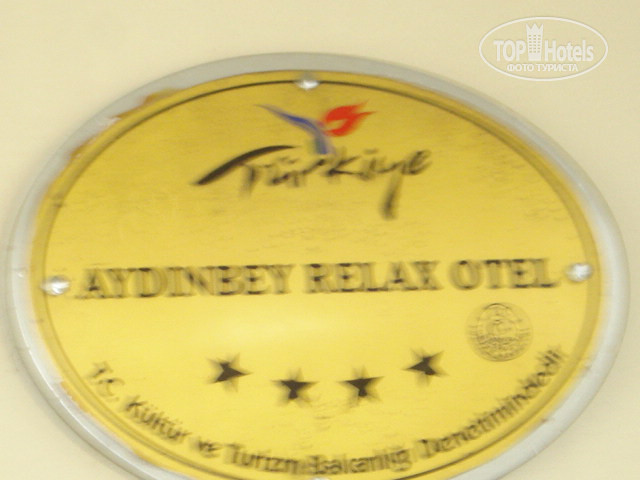 TOP Hotels
ФОТО ТУРИСТА
Türkiye
AYDINBEY RELAX OTEL
T.C. Kültür ve Turizm Bakanlığı Denetimindedir